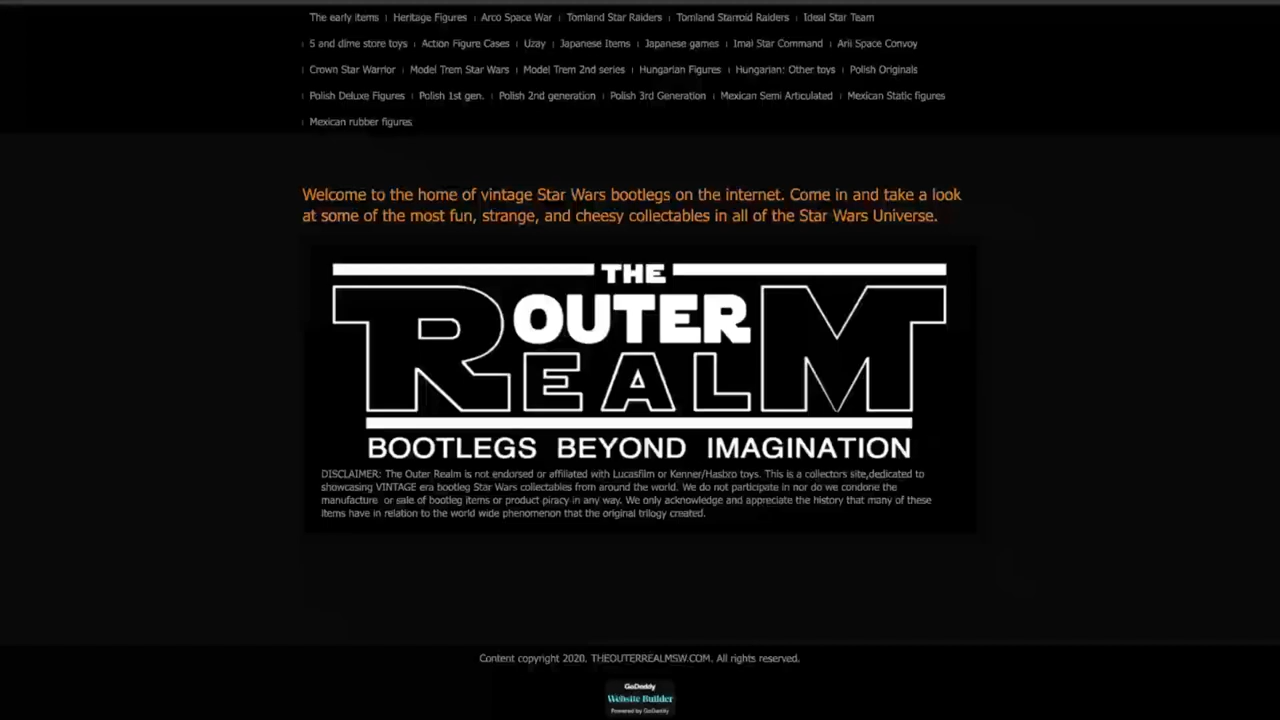 The early items | Heritage Figures | Arco Space War | Tomland Star Raiders | Tomland Starroid Raiders | Ideal Star Team
| 5 and dime store toys | Action Figure Cases | Uzay | Japanese Items | Japanese games | Imai Star Command | Arii Space Convoy
| Crown Star Warrior | Model Trem Star Wars | Model Trem 2nd series | Hungarian Figures | Hungarian: Other toys | Polish Originals
| Polish Deluxe Figures | Polish 1st gen. | Polish 2nd generation | Polish 3rd Generation | Mexican Semi Articulated | Mexican Static figures
| Mexican rubber figures
Welcome to the home of vintage Star Wars bootlegs on the internet. Come in and take a look
at some of the most fun, strange, and cheesy collectables in all of the Star Wars Universe.
THE
OUTER
REALM
BOOTLEGS BEYOND IMAGINATION
DISCLAIMER: The Outer Realm is not endorsed or affiliated with Lucasfilm or Kenner/Hasbro toys. This is a collectors site,dedicated to
showcasing VINTAGE era bootleg Star Wars collectables from around the world. We do not participate in nor do we condone the
manufacture or sale of bootleg items or product piracy in any way. We only acknowledge and appreciate the history that many of these
items have in relation to the world wide phenomenon that the original trilogy created.
Content copyright 2020. THEOUTERREALMSW.COM. All rights reserved.
GoDaddy
Website Builder
Powered by GoDaddy